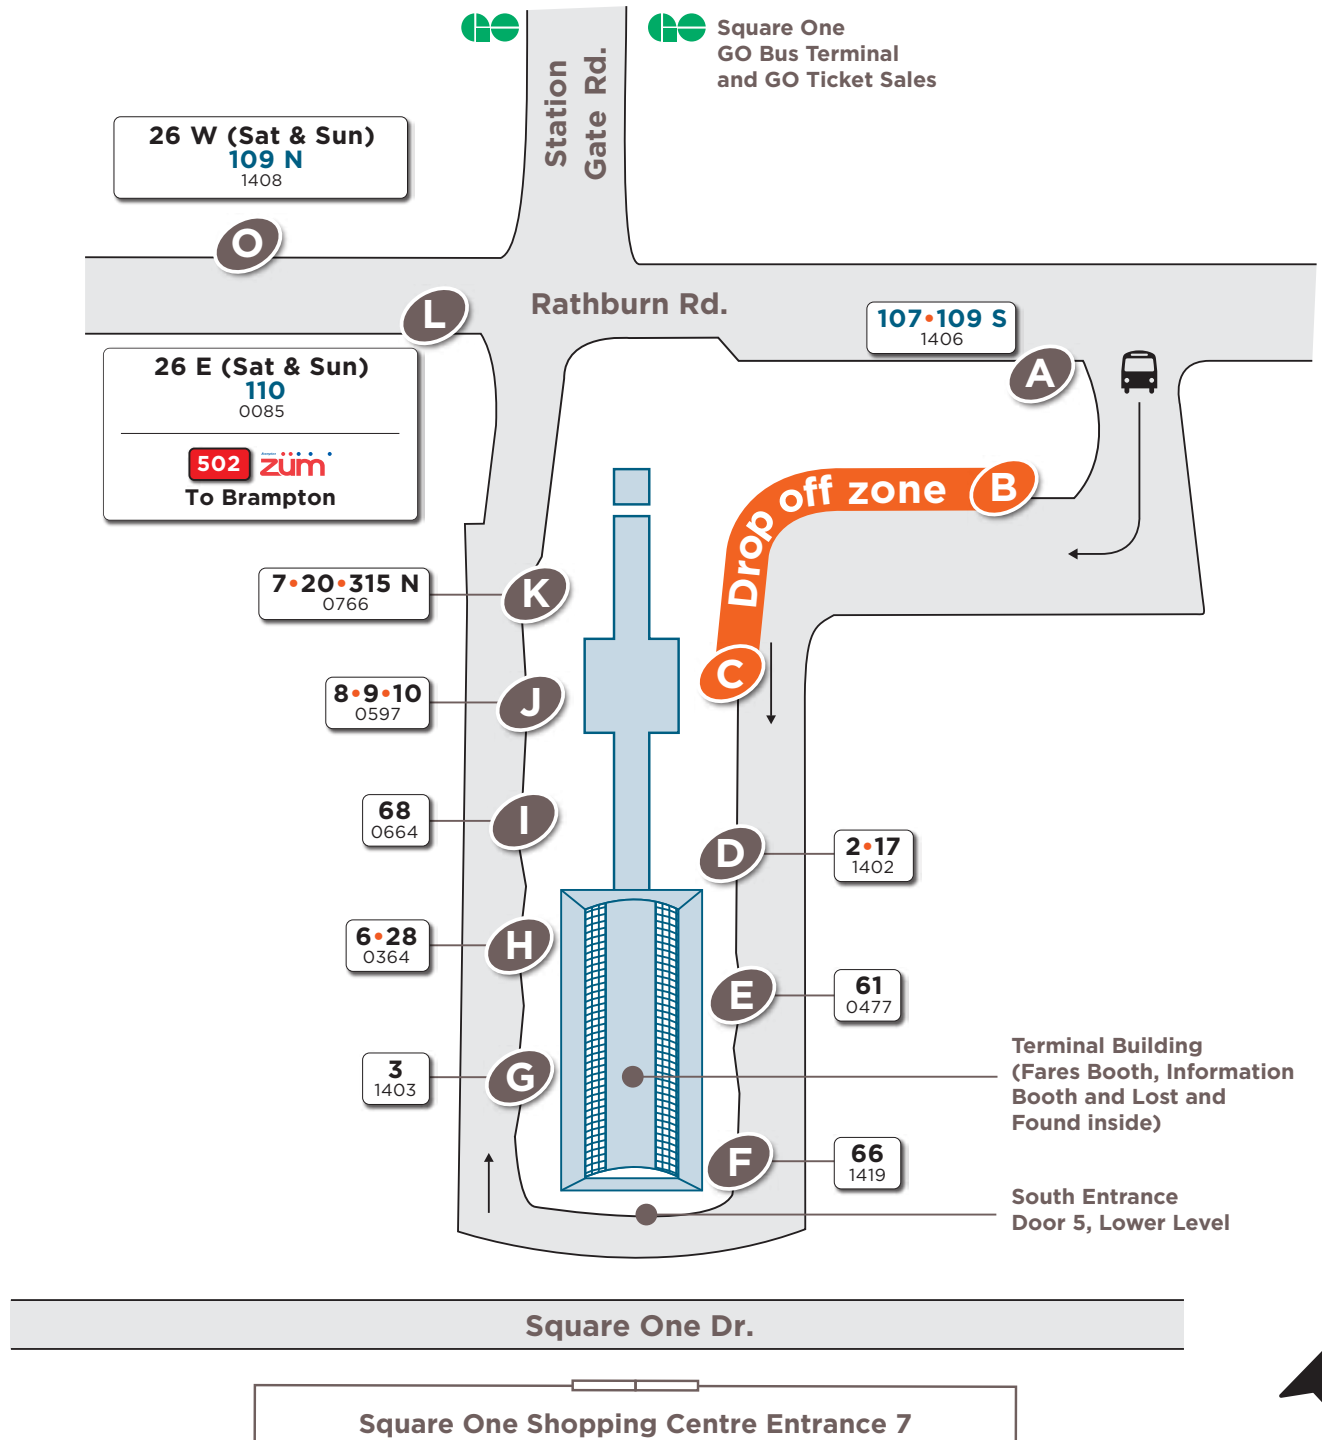 GO
GO
Square One
GO Bus Terminal
and GO Ticket Sales
Station
Gate Rd.
26 W (Sat & Sun)
109 N
1408
O
L
Rathburn Rd.
107•109 S
1406
A
26 E (Sat & Sun)
110
0085
502 züm
To Brampton
Drop off zone
B
C
7•20•315 N
0766
K
8•9•10
0597
J
68
0664
I
D
2•17
1402
6•28
0364
H
E
61
0477
3
1403
G
Terminal Building
(Fares Booth, Information
Booth and Lost and
Found inside)
F
66
1419
South Entrance
Door 5, Lower Level
Square One Dr.
Square One Shopping Centre Entrance 7